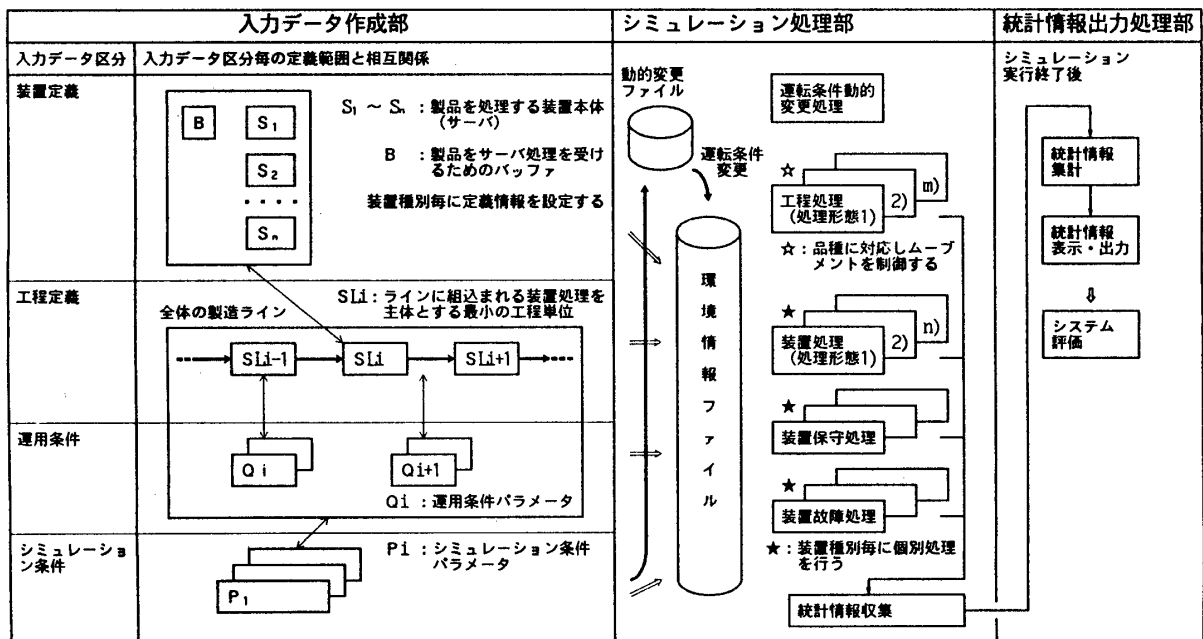 入力データ作成部
シミュレーション処理部
統計情報出力処理部
入力データ区分
入力データ区分毎の定義範囲と相互関係
装置定義
B
S1
S2
・・・・
Sn
S1 ～ Sn ：製品を処理する装置本体
(サーバ)
B ：製品をサーバ処理を受け
るためのバッファ
装置種別毎に定義情報を設定する
工程定義
全体の製造ライン
SLi：ラインに組込まれる装置処理を
主体とする最小の工程単位
SLi-1
SLi
SLi+1
運用条件
Qi
Qi+1
Qi ：運用条件パラメータ
シミュレーショ
ン条件
P1
Pi ：シミュレーション条件
パラメータ
動的変更
ファイル
運転条件
変更
環境情報ファイル
運転条件動的
変更処理
☆
工程処理
(処理形態1)
2)
m)
☆：品種に対応しムーブ
メントを制御する
★
装置処理
(処理形態1)
2)
n)
★
装置保守処理
★
装置故障処理
★：装置種別毎に個別処理
を行う
統計情報収集
シミュレーション
実行終了後
統計情報
集計
統計情報
表示・出力
⇩
システム
評価